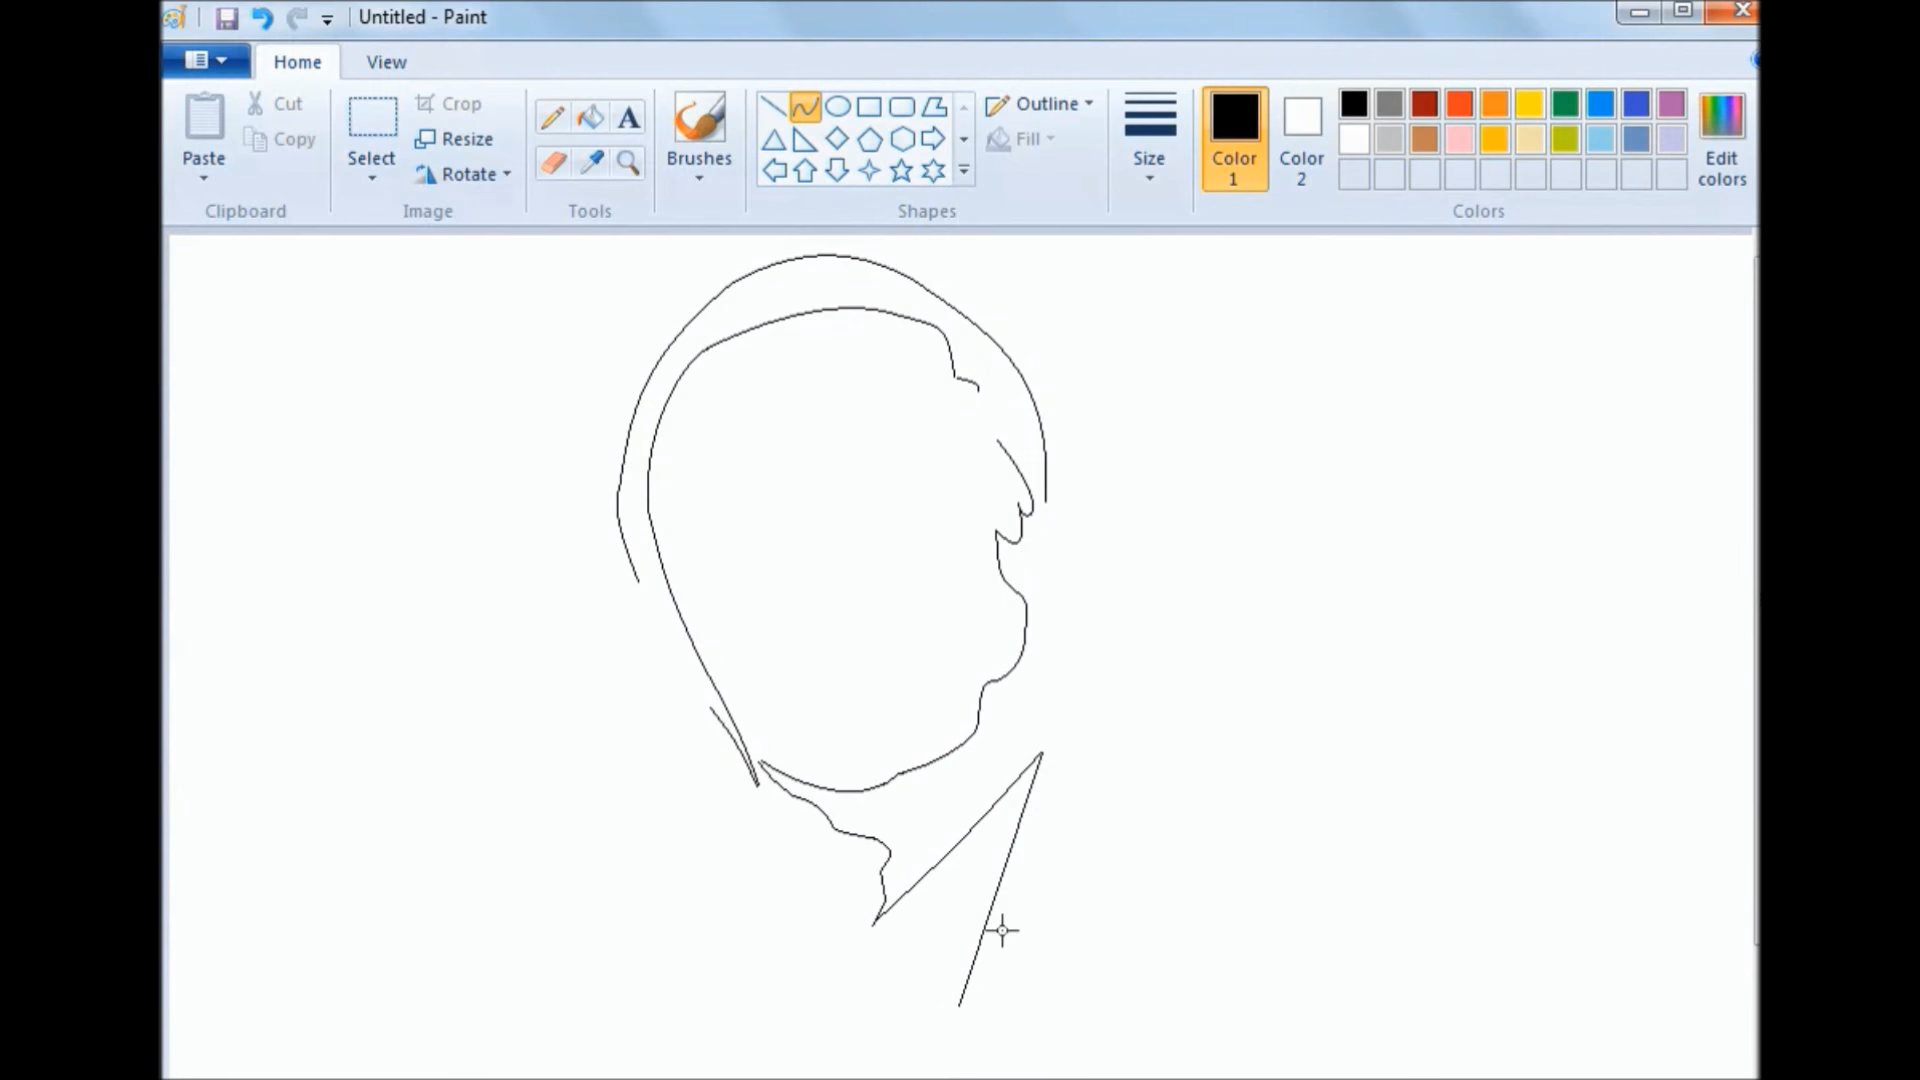 Untitled - Paint
Home View
Paste Cut Copy
Clipboard
Select Crop Resize Rotate
Image
A
Tools
Brushes
Outline Fill
Shapes
Size
Color 1 Color 2
Edit colors
Colors